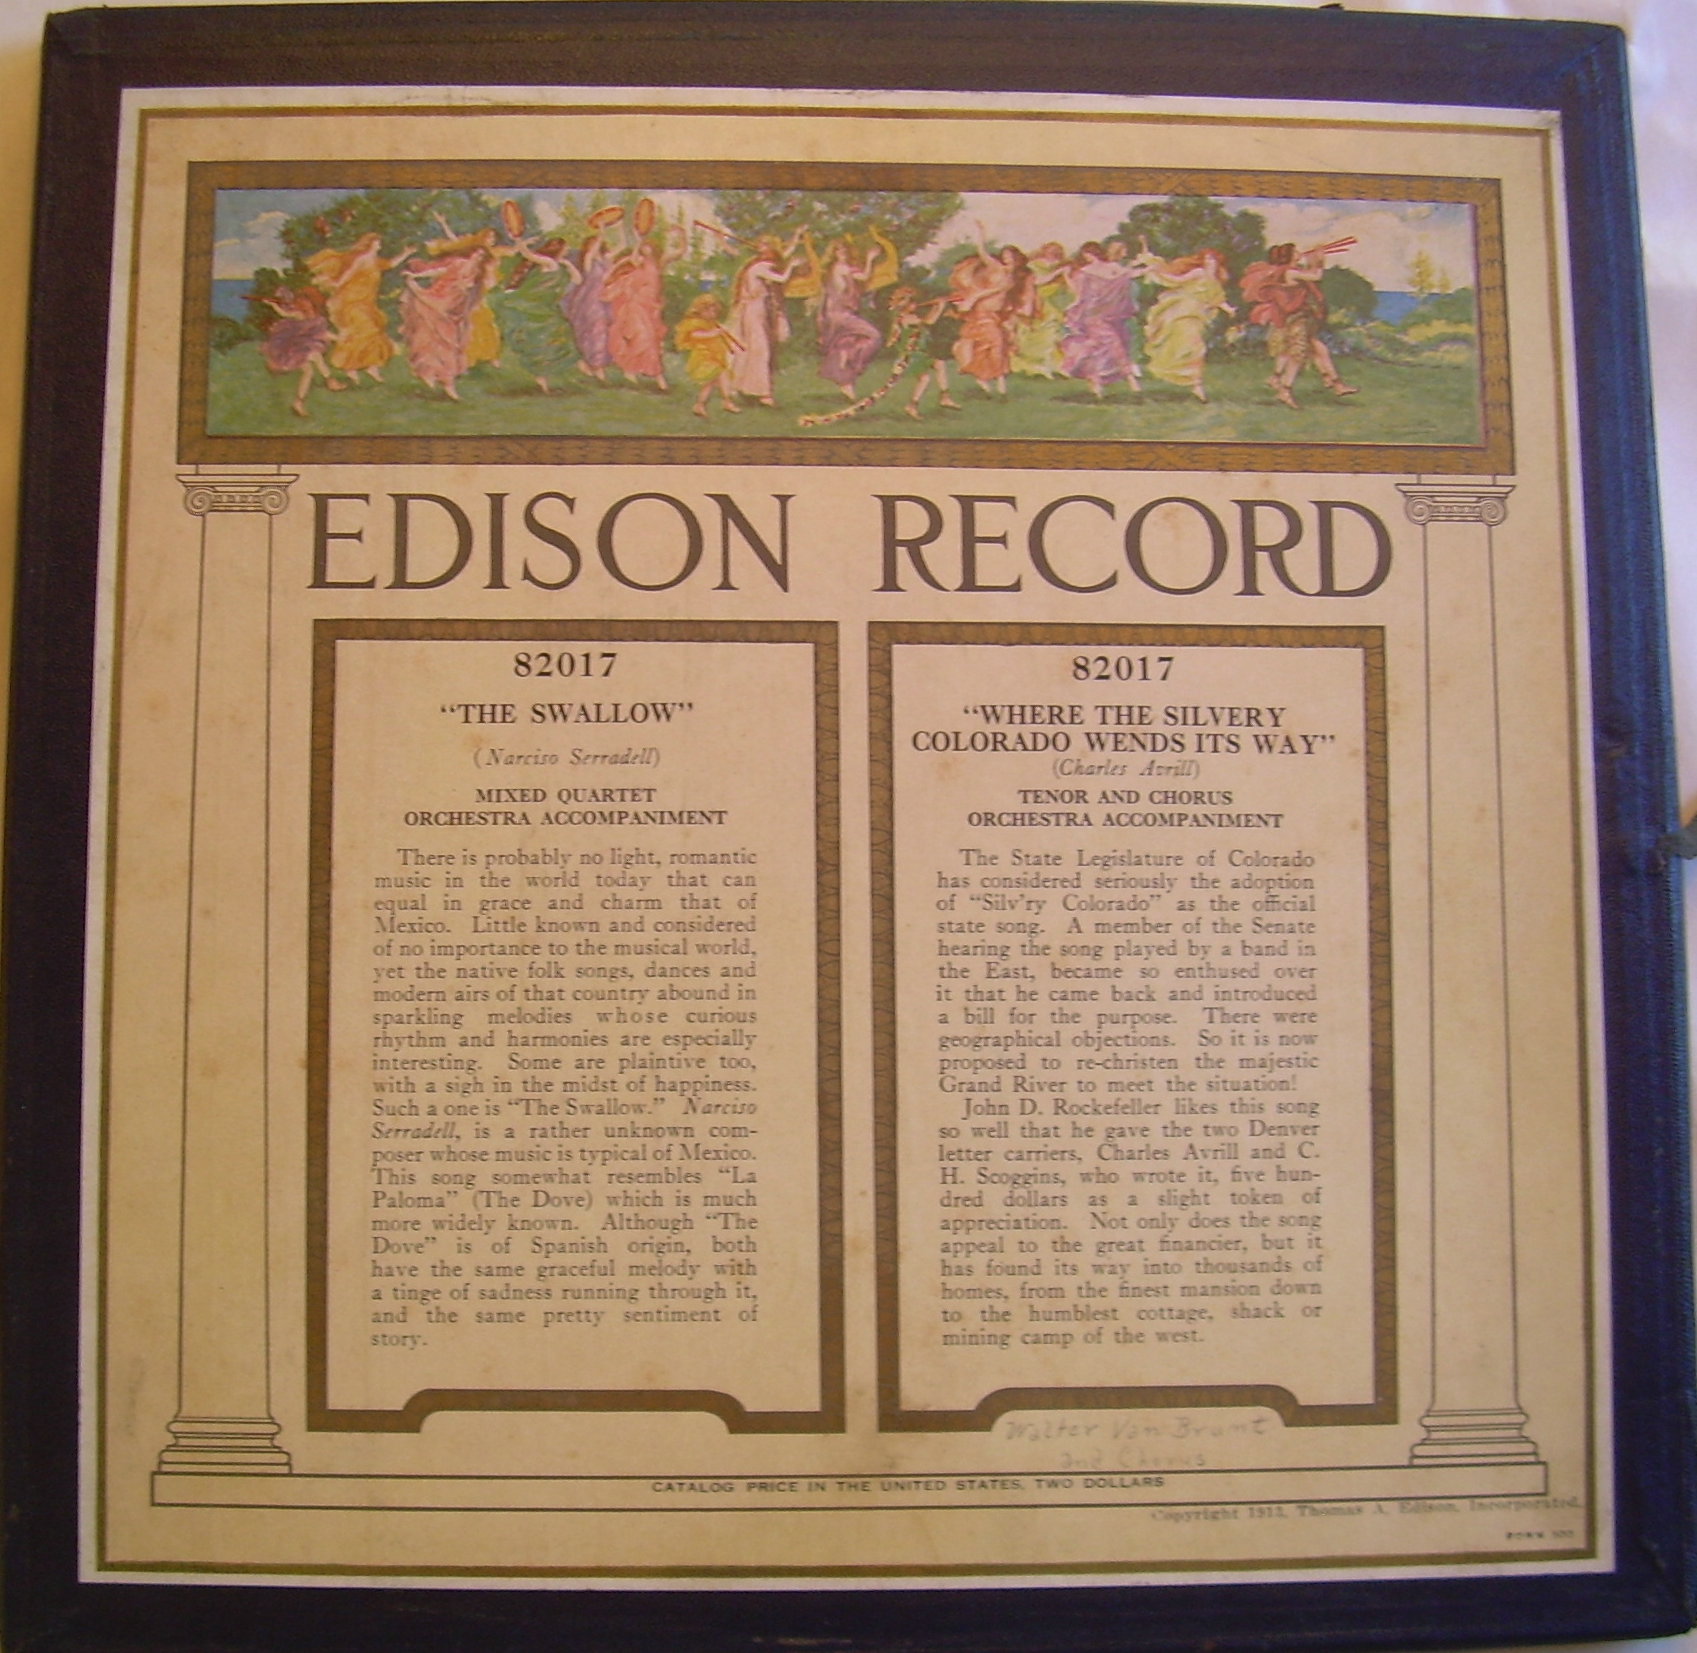 EDISON RECORD
82017
“THE SWALLOW”
(Narciso Serradell)
MIXED QUARTET
ORCHESTRA ACCOMPANIMENT
There is probably no light, romantic
music in the world today that can
equal in grace and charm that of
Mexico. Little known and considered
of no importance to the musical world,
yet the native folk songs, dances and
modern airs of that country abound in
sparkling melodies whose curious
rhythm and harmonies are especially
interesting. Some are plaintive too,
with a sigh in the midst of happiness.
Such a one is “The Swallow.” Narciso
Serradell, is a rather unknown com-
poser whose music is typical of Mexico.
This song somewhat resembles “La
Paloma” (The Dove) which is much
more widely known. Although “The
Dove” is of Spanish origin, both
have the same graceful melody with
a tinge of sadness running through it,
and the same pretty sentiment of
story.
82017
“WHERE THE SILVERY
COLORADO WENDS ITS WAY”
(Charles Avrill)
TENOR AND CHORUS
ORCHESTRA ACCOMPANIMENT
The State Legislature of Colorado
has considered seriously the adoption
of “Silv’ry Colorado” as the official
state song. A member of the Senate
hearing the song played by a band in
the East, became so enthused over
it that he came back and introduced
a bill for the purpose. There were
geographical objections. So it is now
proposed to re-christen the majestic
Grand River to meet the situation!
John D. Rockefeller likes this song
so well that he gave the two Denver
letter carriers, Charles Avrill and C.
H. Scoggins, who wrote it, five hun-
dred dollars as a slight token of
appreciation. Not only does the song
appeal to the great financier, but it
has found its way into thousands of
homes, from the finest mansion down
to the humblest cottage, shack or
mining camp of the west.
Walter Van Brunt
and Chorus
CATALOG PRICE IN THE UNITED STATES, TWO DOLLARS
Copyright 1912, Thomas A. Edison, Incorporated.
FORM